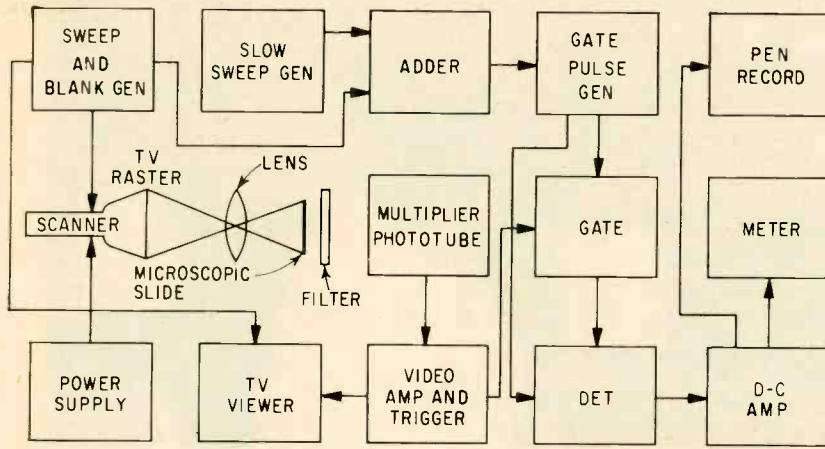 SWEEP
AND
BLANK GEN
SLOW
SWEEP GEN
ADDER
GATE
PULSE
GEN
PEN
RECORD
TV
RASTER
LENS
SCANNER
MICROSCOPIC
SLIDE
FILTER
MULTIPLIER
PHOTOTUBE
GATE
METER
POWER
SUPPLY
TV
VIEWER
VIDEO
AMP AND
TRIGGER
DET
D-C
AMP